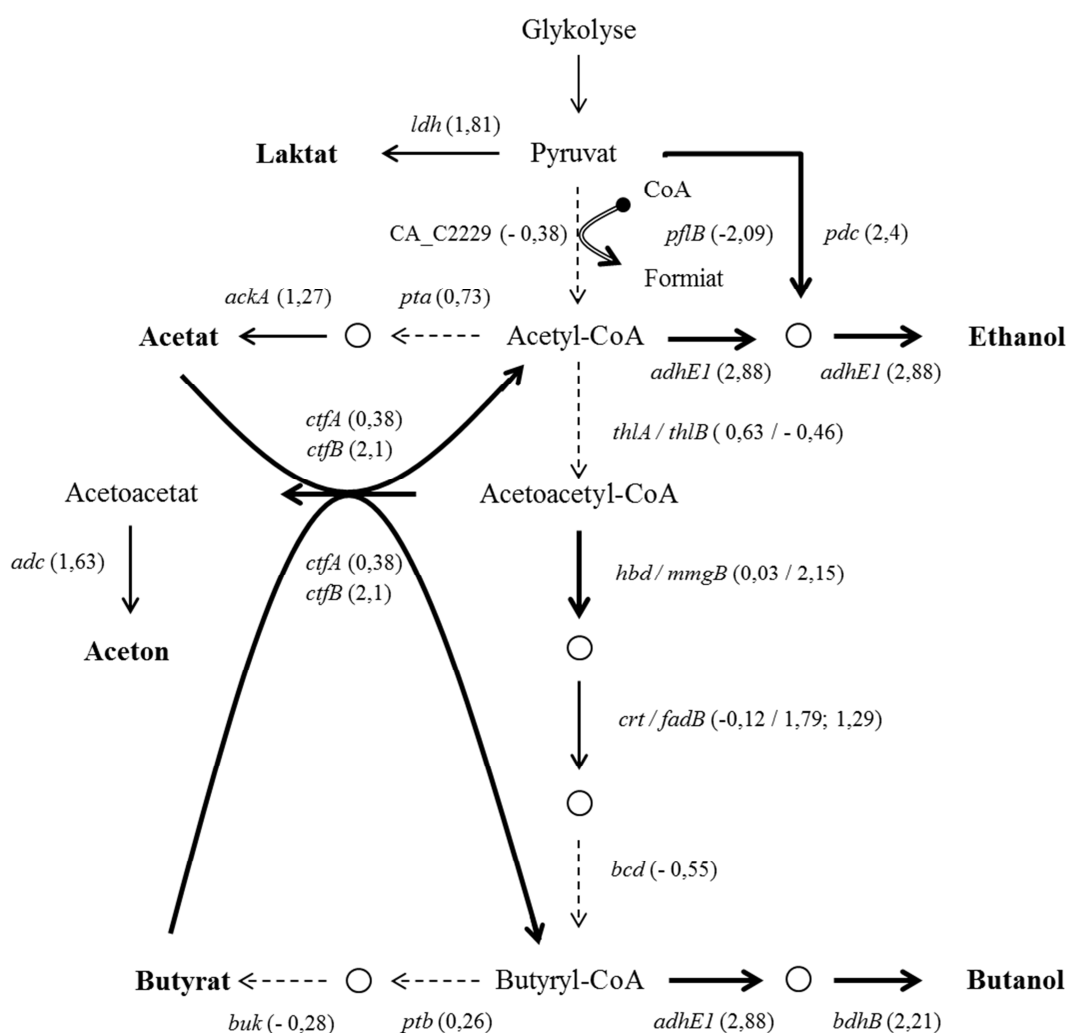 Glykolyse
ldh (1,81)
Laktat
Pyruvat
CoA
CA_C2229 (- 0,38)
pflB (-2,09)
pdc (2,4)
Formiat
ackA (1,27)
pta (0,73)
Acetat
Acetyl-CoA
Ethanol
adhE1 (2,88)
adhE1 (2,88)
ctfA (0,38)
ctfB (2,1)
thlA / thlB ( 0,63 / - 0,46)
Acetoacetat
Acetoacetyl-CoA
adc (1,63)
ctfA (0,38)
ctfB (2,1)
hbd / mmgB (0,03 / 2,15)
Aceton
crt / fadB (-0,12 / 1,79; 1,29)
bcd (- 0,55)
Butyrat
Butyryl-CoA
Butanol
buk (- 0,28)
ptb (0,26)
adhE1 (2,88)
bdhB (2,21)